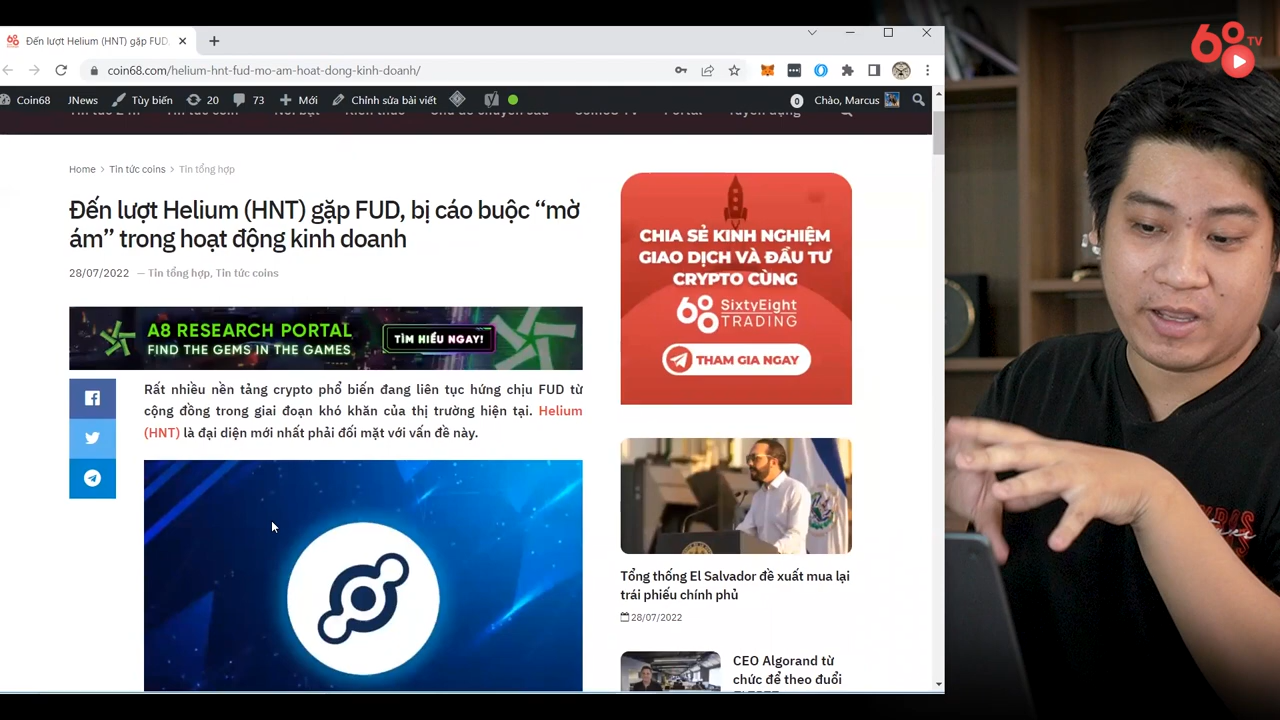 Đến lượt Helium (HNT) gặp FUD,
coin68.com/helium-hnt-fud-mo-am-hoat-dong-kinh-doanh/
Coin68 JNews Tùy biến 20 73 Mới Chỉnh sửa bài viết 0 Chào, Marcus
Home > Tin tức coins > Tin tổng hợp
Đến lượt Helium (HNT) gặp FUD, bị cáo buộc “mờ
ám” trong hoạt động kinh doanh
28/07/2022 — Tin tổng hợp, Tin tức coins
A8 RESEARCH PORTAL
FIND THE GEMS IN THE GAMES
TÌM HIỂU NGAY!
Rất nhiều nền tảng crypto phổ biến đang liên tục hứng chịu FUD từ
cộng đồng trong giai đoạn khó khăn của thị trường hiện tại. Helium
(HNT) là đại diện mới nhất phải đối mặt với vấn đề này.
CHIA SẺ KINH NGHIỆM
GIAO DỊCH VÀ ĐẦU TƯ
CRYPTO CÙNG
68 SixtyEight
TRADING
THAM GIA NGAY
Tổng thống El Salvador đề xuất mua lại
trái phiếu chính phủ
28/07/2022
CEO Algorand từ
chức để theo đuổi
68 TV